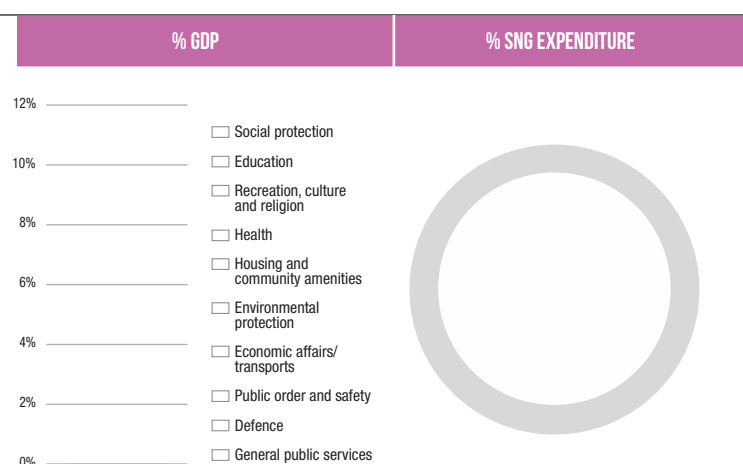 % GDP
% SNG EXPENDITURE
12%
10%
8%
6%
4%
2%
0%
Social protection
Education
Recreation, culture
and religion
Health
Housing and
community amenities
Environmental
protection
Economic affairs/
transports
Public order and safety
Defence
General public services